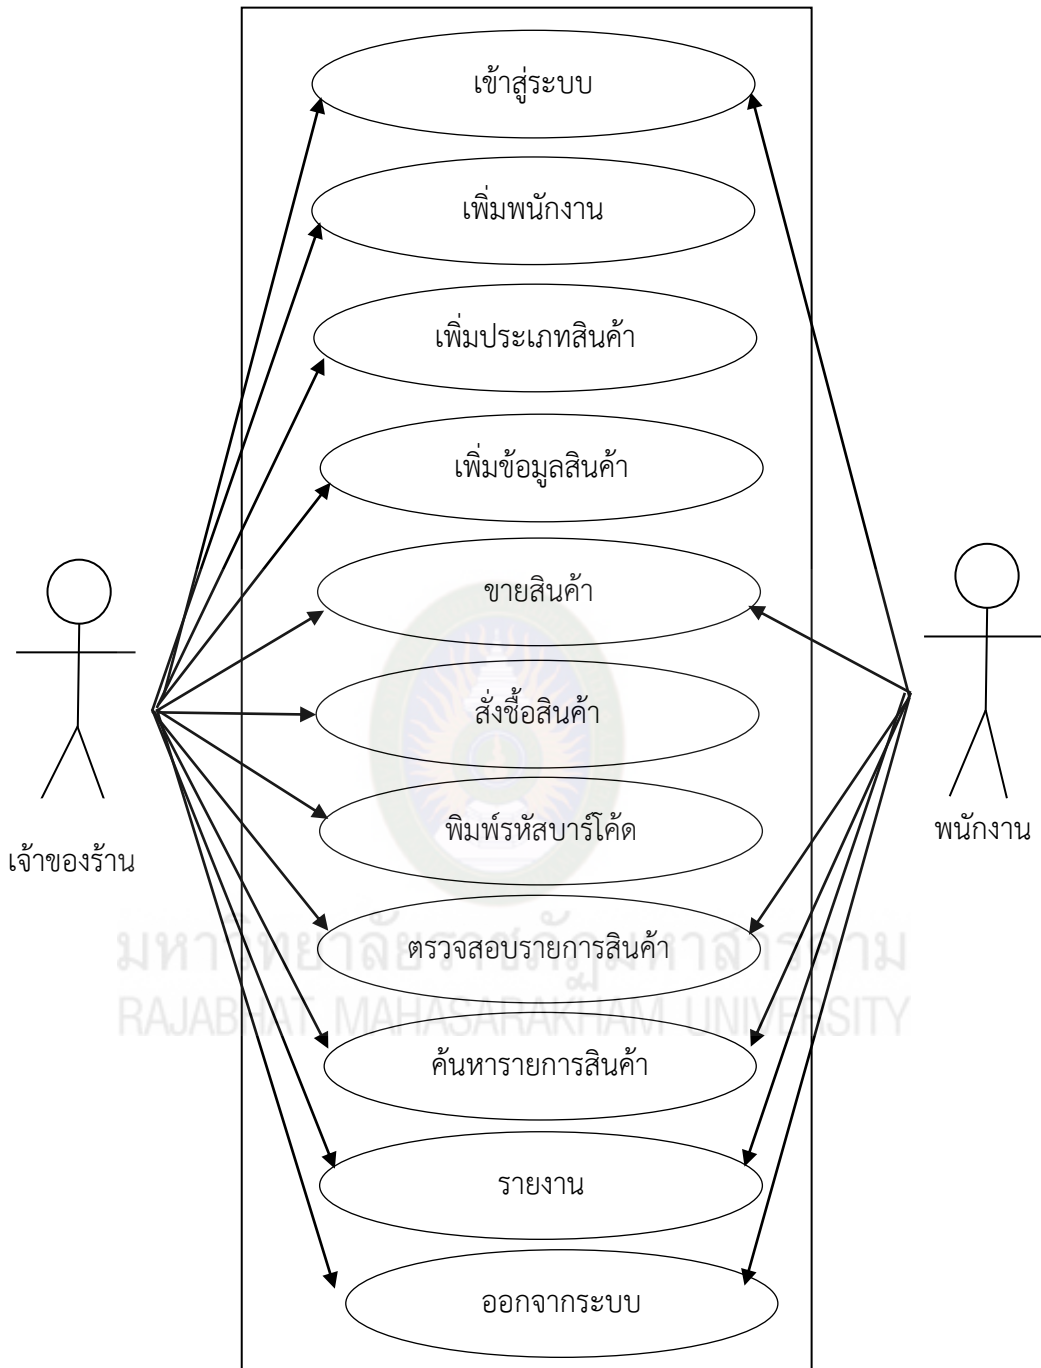 เข้าสู่ระบบ
เพิ่มพนักงาน
เพิ่มประเภทสินค้า
เพิ่มข้อมูลสินค้า
ขายสินค้า
สั่งซื้อสินค้า
พิมพ์รหัสบาร์โค้ด
พนักงาน
เจ้าของร้าน
มหาวิทยาลัยราชภัฏมหาสารคาม
ตรวจสอบรายการสินค้า
RAJABHAT MAHASARAKHAM UNIVERSITY
ค้นหารายการสินค้า
รายงาน
ออกจากระบบ